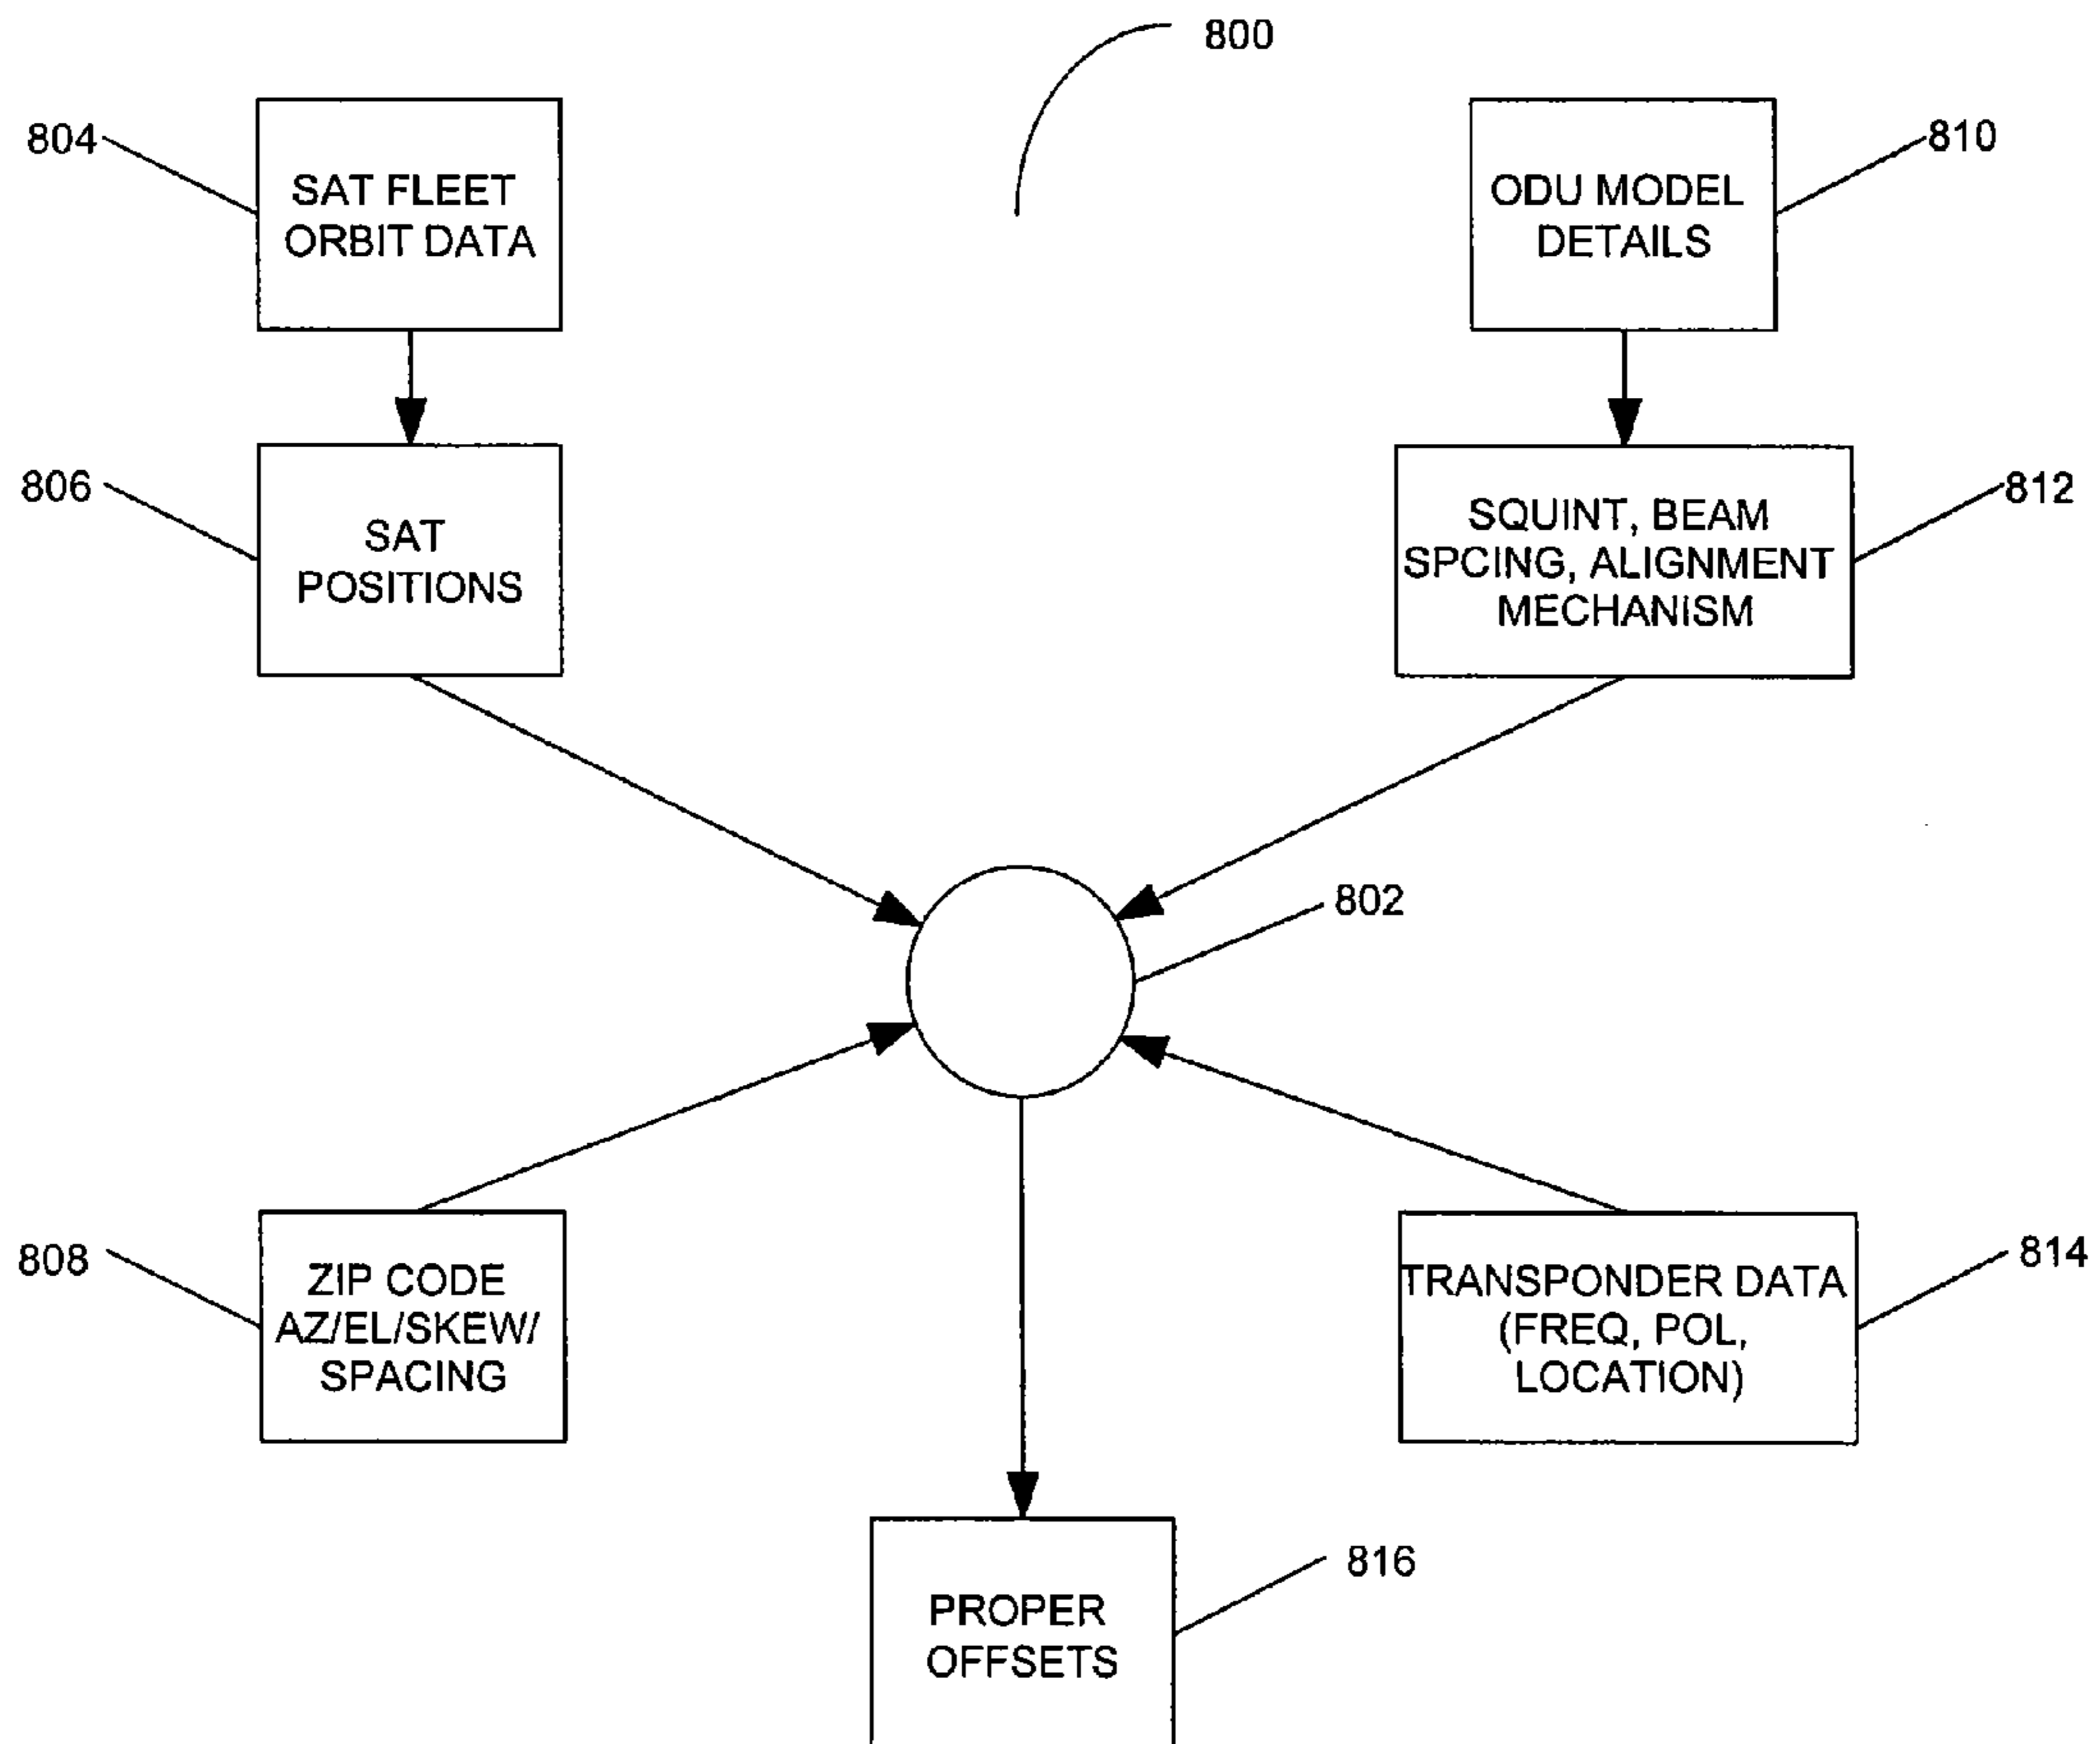 800
804
SAT FLEET
ORBIT DATA
810
ODU MODEL
DETAILS
806
SAT
POSITIONS
812
SQUINT, BEAM
SPCING, ALIGNMENT
MECHANISM
802
808
ZIP CODE
AZ/EL/SKEW/
SPACING
814
TRANSPONDER DATA
(FREQ, POL,
LOCATION)
816
PROPER
OFFSETS